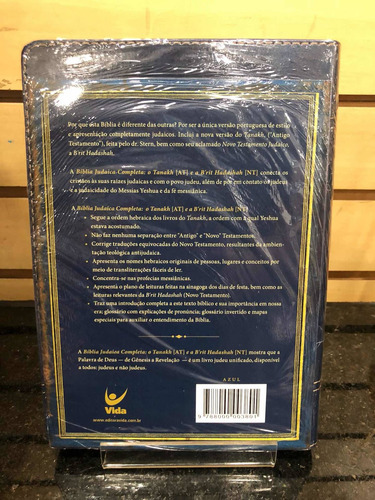 Por que esta Bíblia é diferente das outras? Por ser a única versão portuguesa de estilo
e apresentação completamente judaicos. Inclui a nova versão do Tanakh, ("Antigo
Testamento"), feita pelo dr. Stern, bem como seu aclamado Novo Testamento Judaico,
a B'rit Hadashah.
A Bíblia Judaica Completa: o Tanakh [AT] e a B'rit Hadashah [NT] conecta os
cristãos às suas raízes judaicas e com o povo judeu, além de pôr em contato os judeus
e a judaicidade do Messias Yeshua e da fé messiânica.
A Bíblia Judaica Completa: o Tanakh [AT] e a B'rit Hadashah [NT]
• Segue a ordem hebraica dos livros do Tanakh, a ordem com a qual Yeshua
estava acostumado.
• Não faz nenhuma separação entre "Antigo" e "Novo" Testamentos.
• Corrige traduções equivocadas do Novo Testamento, resultantes da ambien-
tação teológica antijudaica.
• Apresenta os nomes hebraicos originais de pessoas, lugares e conceitos por
meio de transliterações fáceis de ler.
• Concentra-se nas profecias messiânicas.
• Apresenta o plano de leituras feitas na sinagoga dos dias de festa, bem como
as leituras relevantes da B'rit Hadashah (Novo Testamento).
• Traz uma introdução completa a este texto bíblico e sua importância em nossa
era; glossário com explicações de pronúncia; glossário invertido e mapas
especiais para auxiliar o entendimento da Bíblia.
A Bíblia Judaica Completa: o Tanakh [AT] e a B'rit Hadashah [NT] mostra que a
Palavra de Deus — de Gênesis a Revelação — é um livro judeu unificado, disponível
a todos: judeus e não judeus.
AZUL
Vida
www.editoravida.com.br
9 788000 003801